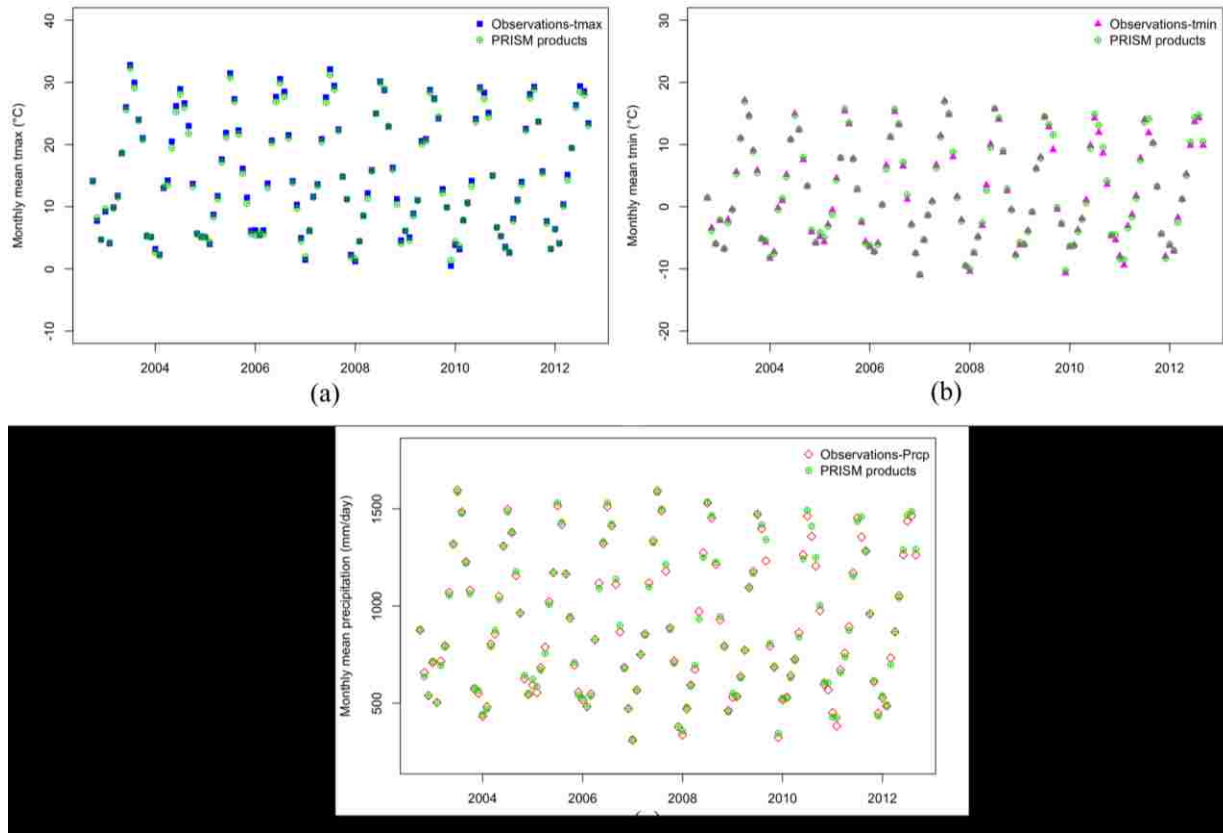 Observations-tmax
PRISM products
Monthly mean tmax (°C)
40
30
20
10
0
-10
2004 2006 2008 2010 2012
(a)
Observations-tmin
PRISM products
Monthly mean tmin (°C)
30
20
10
0
-10
-20
2004 2006 2008 2010 2012
(b)
Observations-Prcp
PRISM products
Monthly mean precipitation (mm/day)
1500
1000
500
2004 2006 2008 2010 2012